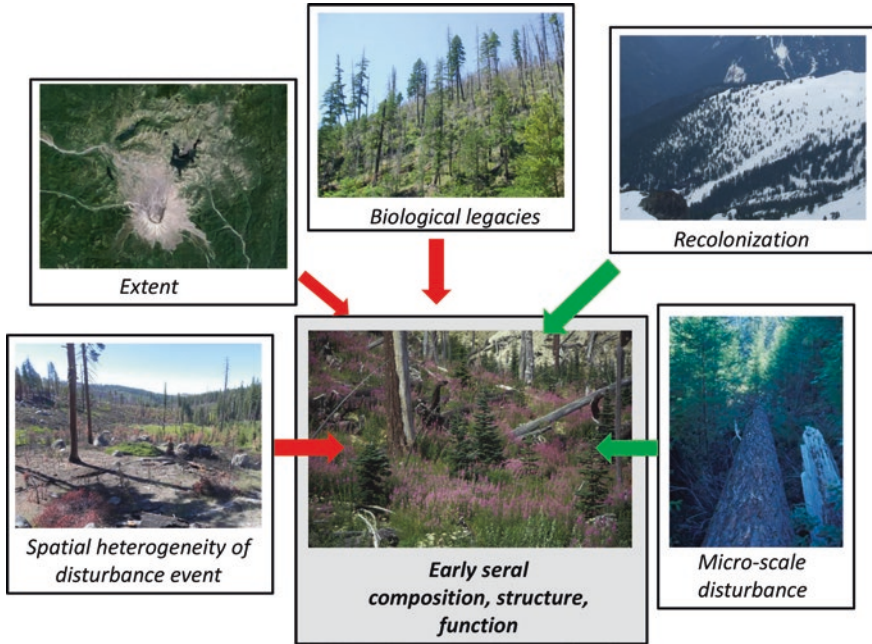 Biological legacies
Extent
Recolonization
Spatial heterogeneity of
disturbance event
Early seral
composition, structure,
function
Micro-scale
disturbance